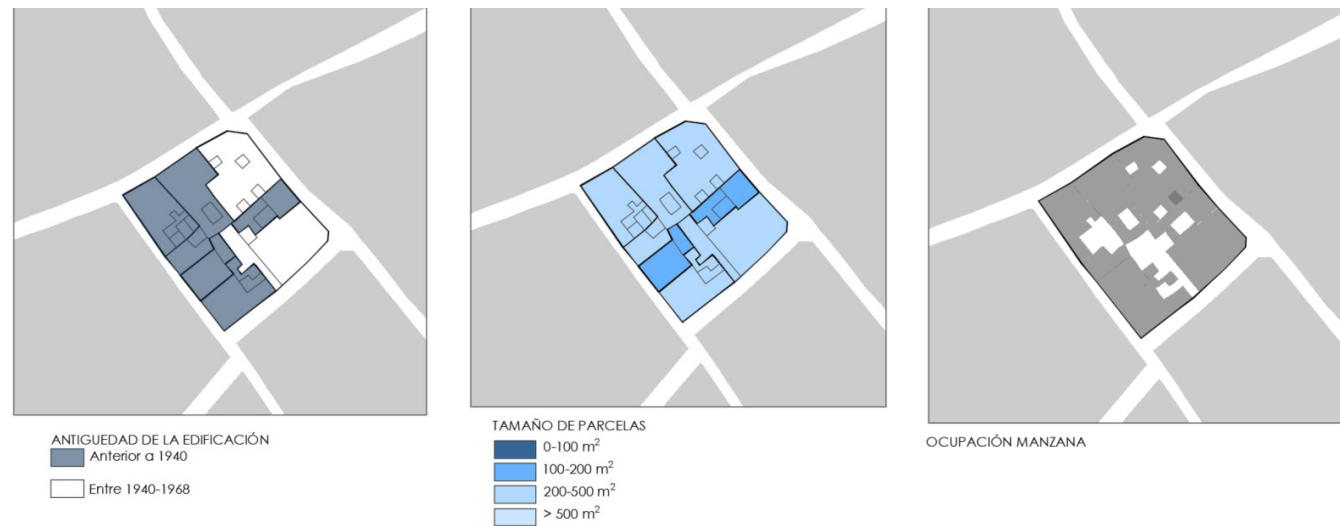 ANTIGUEDAD DE LA EDIFICACIÓN
Anterior a 1940
Entre 1940-1968
TAMAÑO DE PARCELAS
0-100 m²
100-200 m²
200-500 m²
> 500 m²
OCUPACIÓN MANZANA